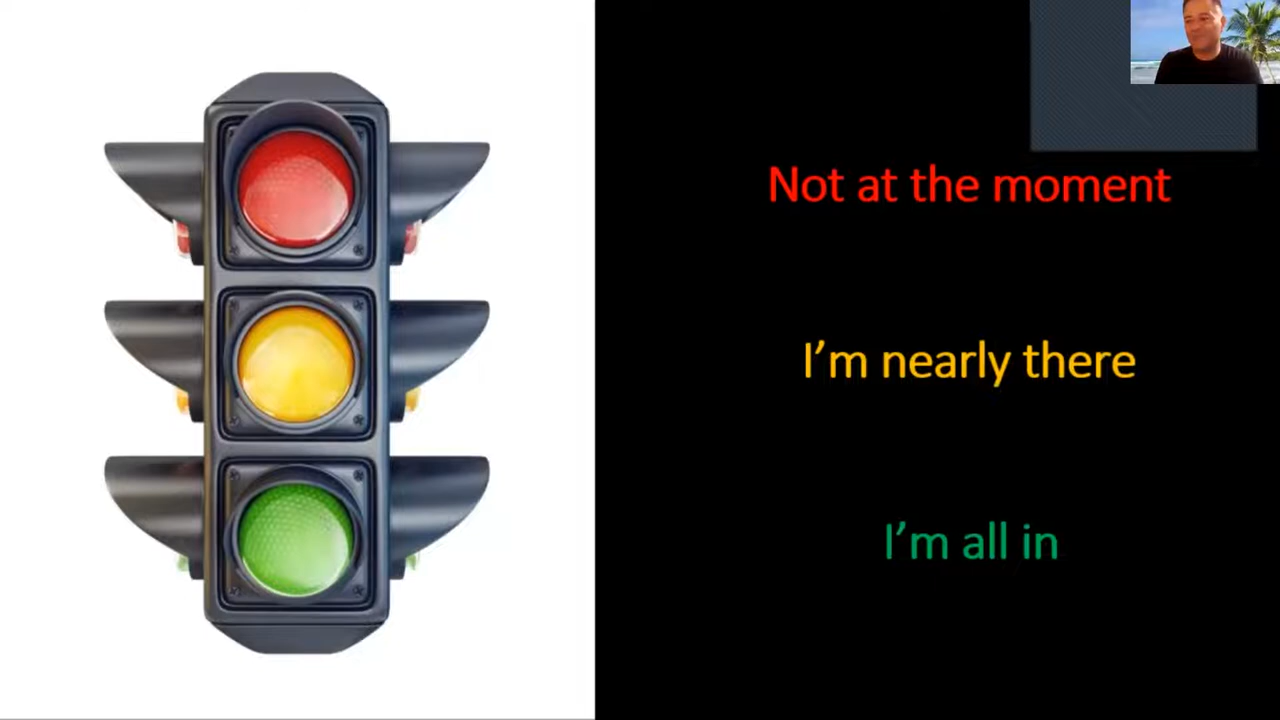 Not at the moment
I’m nearly there
I’m all in